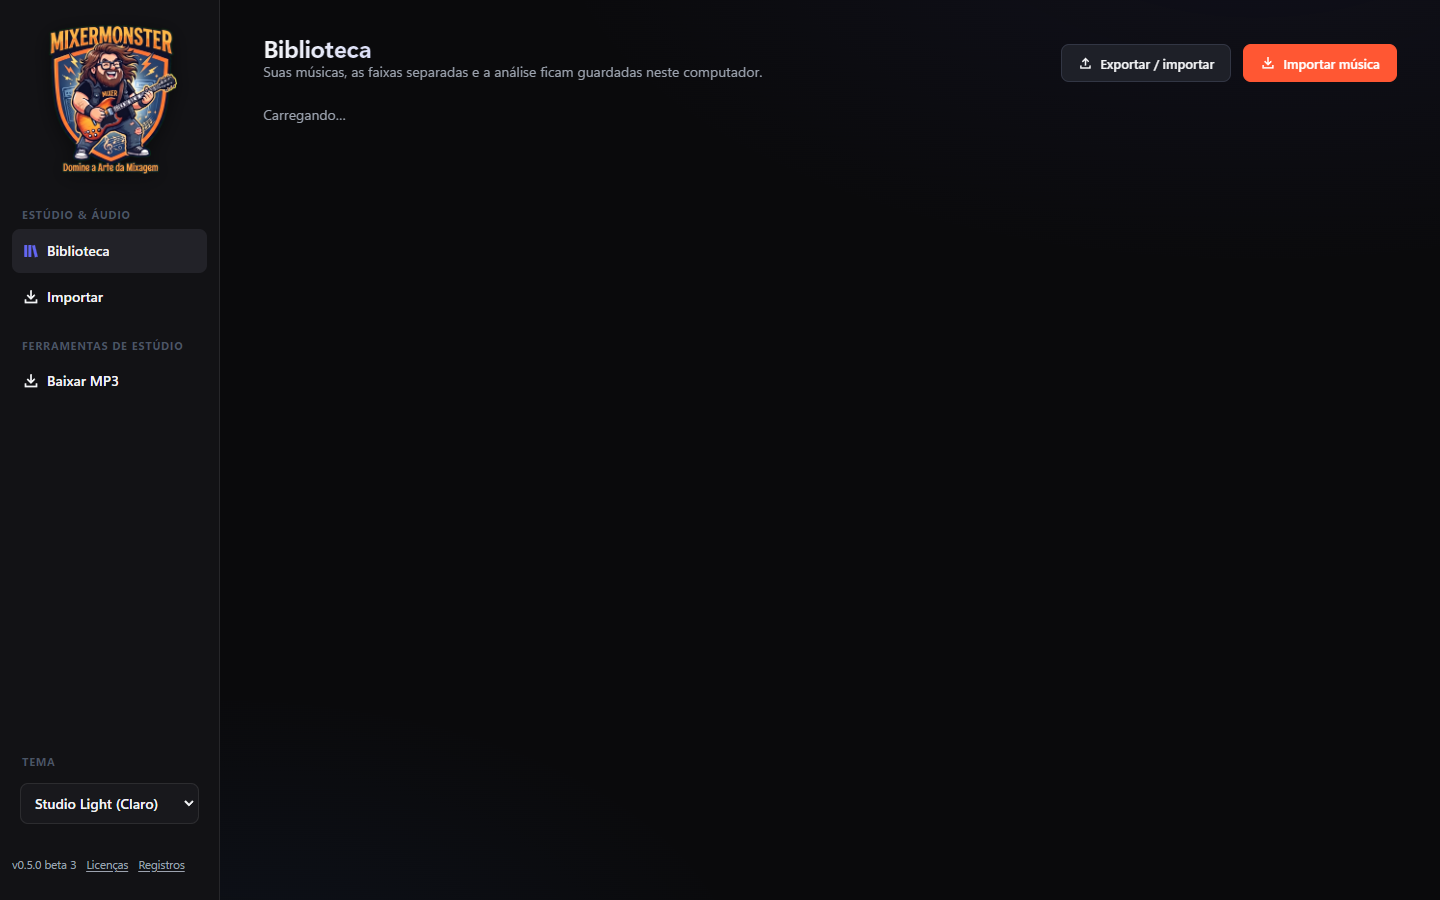 MIXERMONSTER
MIXER
Domine a Arte da Mixagem
ESTÚDIO & ÁUDIO
Biblioteca
Importar
FERRAMENTAS DE ESTÚDIO
Baixar MP3
TEMA
Studio Light (Claro)
v0.5.0 beta 3 Licenças Registros
Biblioteca
Suas músicas, as faixas separadas e a análise ficam guardadas neste computador.
Exportar / importar
Importar música
Carregando...